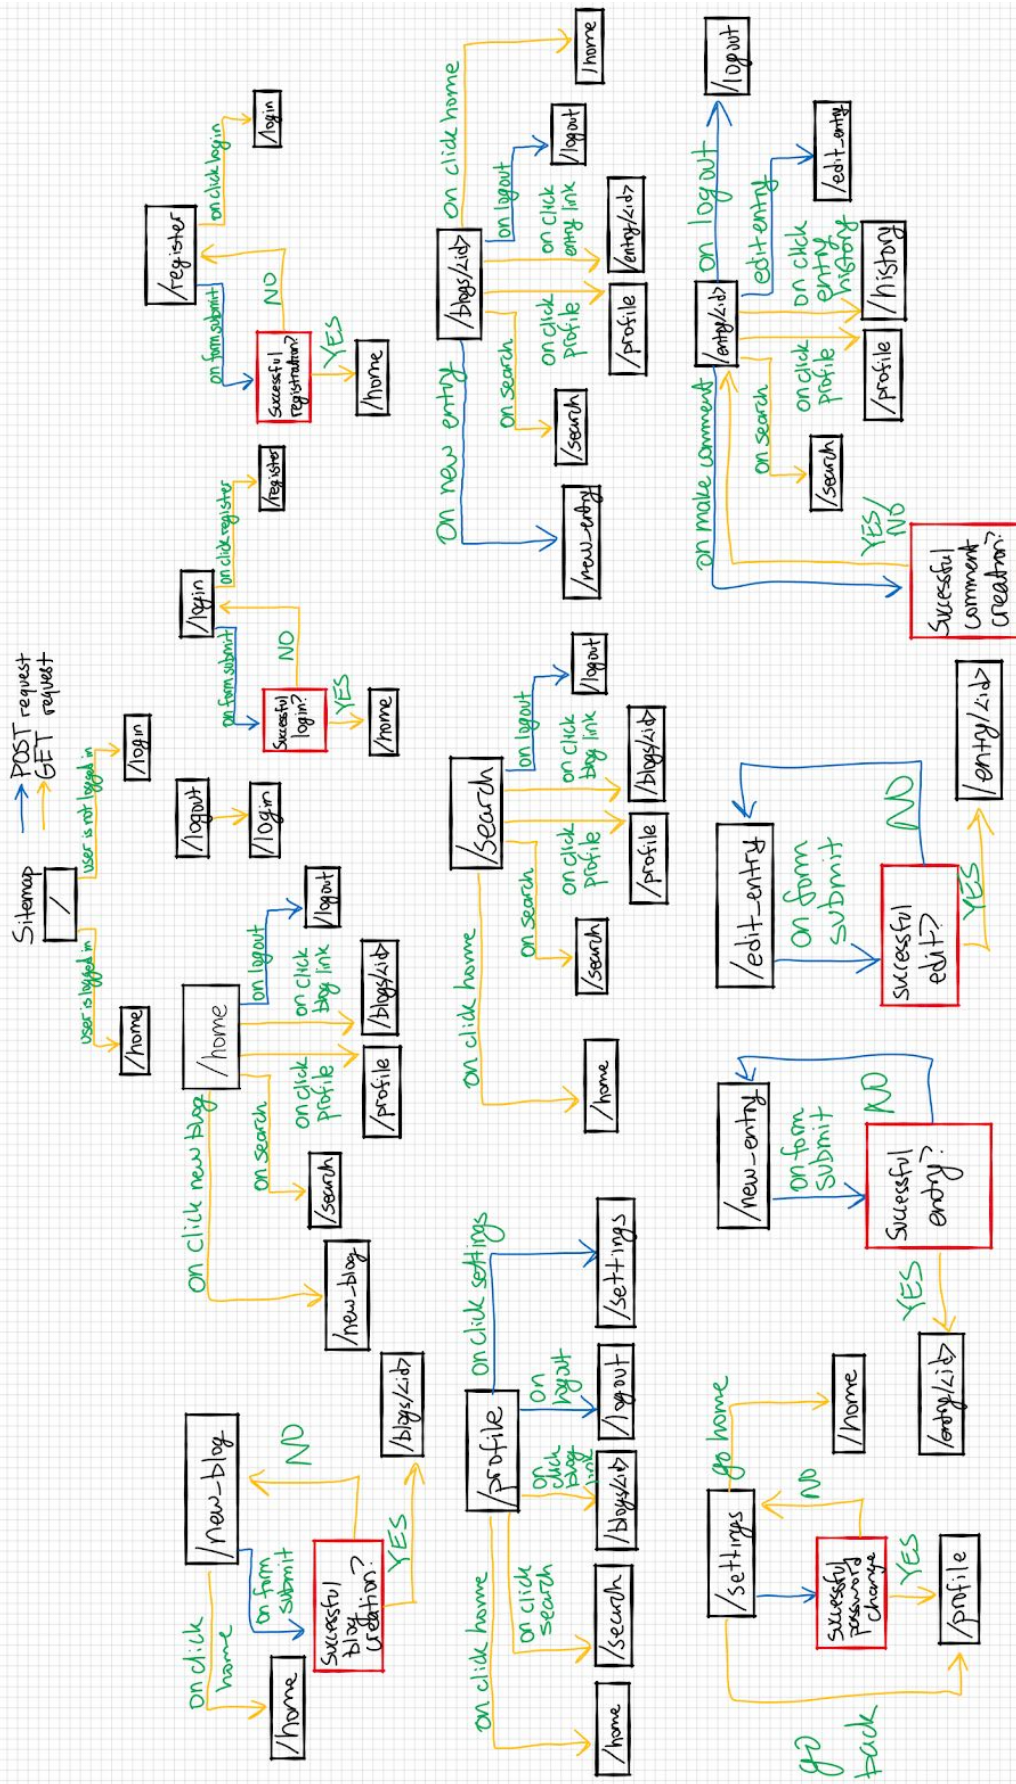 Sitemap
→ POST request
→ GET request
/
user is logged in
user is not logged in
/home
/login
/new_blog
on click
home
/home
on form
submit
Successful
blog
creation?
NO
YES
/blogs/<id>
/home
on click new blog
/new_blog
on search
/search
on click
profile
/profile
on click
blog link
/blogs/<id>
on logout
/logout
/logout
/login
/login
on form submit
on click register
/register
Successful
login?
NO
YES
/home
/register
on form submit
on click login
/login
Successful
registration?
NO
YES
/home
/profile
on click home
/home
on click
search
/search
on
click
blog
link
/blogs/<id>
on
logout
/logout
on click settings
/settings
/search
on click home
/home
on search
/search
on click
profile
/profile
on click
blog link
/blogs/<id>
on logout
/logout
/blogs/<id>
On new entry
/new_entry
on search
/search
on click
profile
/profile
on click
entry link
/entry/<id>
on logout
/logout
on click home
/home
/settings
go
back
go home
/home
Successful
password
change
NO
YES
/profile
/new_entry
on form
submit
Successful
entry?
NO
YES
/entry/<id>
/edit_entry
on form
submit
successful
edit?
NO
YES
/entry/<id>
/entry/<id>
on make comment
Successful
comment
creation?
YES/
NO
on search
/search
on click
profile
/profile
on click
entry
history
/history
edit entry
/edit_entry
on log out
/logout